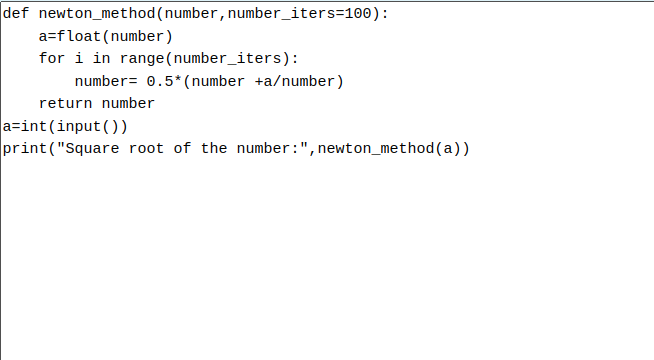 def newton_method(number,number_iters=100):
    a=float(number)
    for i in range(number_iters):
        number= 0.5*(number +a/number)
    return number
a=int(input())
print("Square root of the number:",newton_method(a))